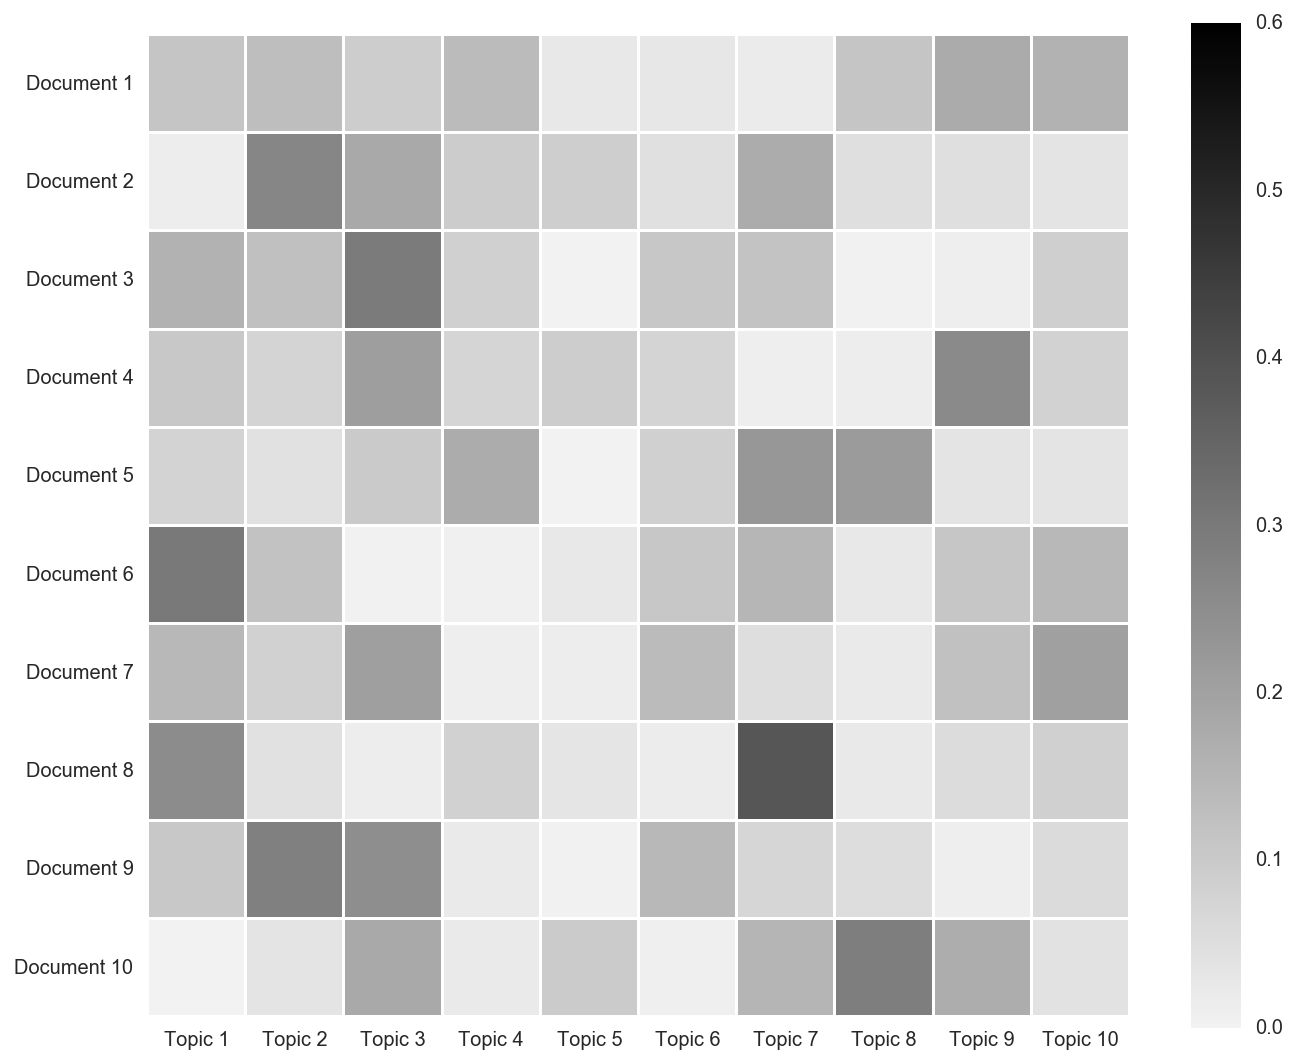 Document 1
Document 2
Document 3
Document 4
Document 5
Document 6
Document 7
Document 8
Document 9
Document 10
Topic 1 Topic 2 Topic 3 Topic 4 Topic 5 Topic 6 Topic 7 Topic 8 Topic 9 Topic 10
0.6
0.5
0.4
0.3
0.2
0.1
0.0